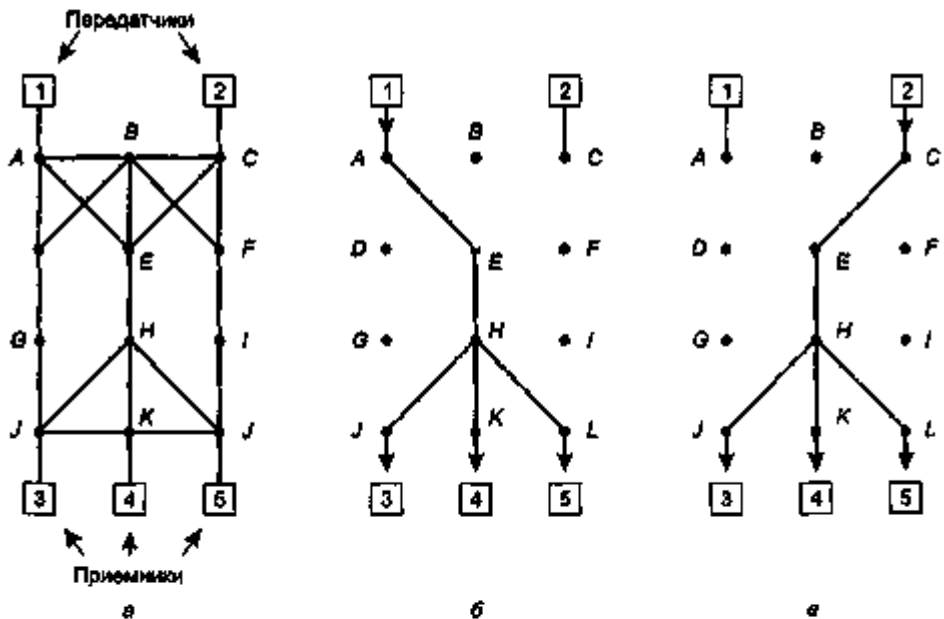 Передатчики
1 2 1 2 1 2
B B B
A C A C A C
E F D E F D E F
G H I G H I G H I
J K J J K L J K L
3 4 5 3 4 5 3 4 5
Приемники
а б в